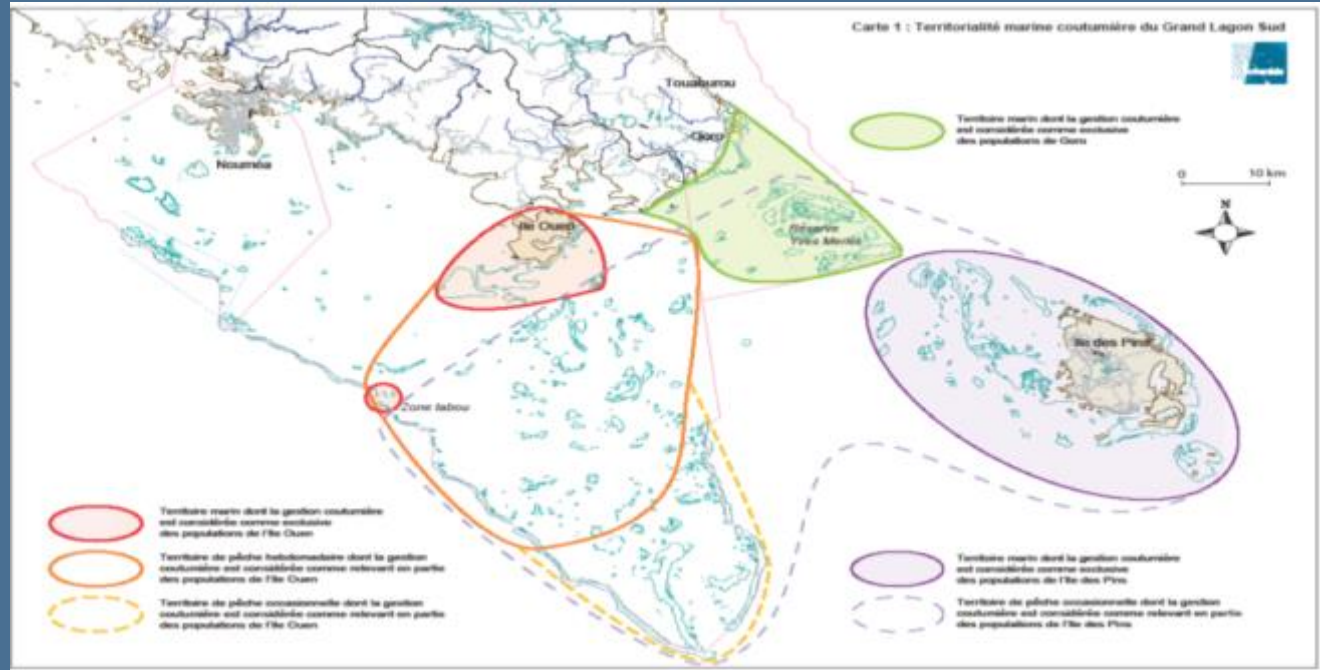 Carte 1 : Territorialité marine coutumière du Grand Lagon Sud
Touaourou
Goro
Nouméa
Territoire marin dont la gestion coutumière
est considérée comme exclusive
des populations de Goro
0 10 km
N
Ile Ouen
Réserve
Yves Merlet
Ile des Pins
Zone tabou
Territoire marin dont la gestion coutumière
est considérée comme exclusive
des populations de l'Ile Ouen
Territoire de pêche hebdomadaire dont la gestion
coutumière est considérée comme relevant en partie
des populations de l'Ile Ouen
Territoire de pêche occasionnelle dont la gestion
coutumière est considérée comme relevant en partie
des populations de l'Ile Ouen
Territoire marin dont la gestion coutumière
est considérée comme exclusive
des populations de l'Ile des Pins
Territoire de pêche occasionnelle dont la gestion
coutumière est considérée comme relevant en partie
des populations de l'Ile des Pins